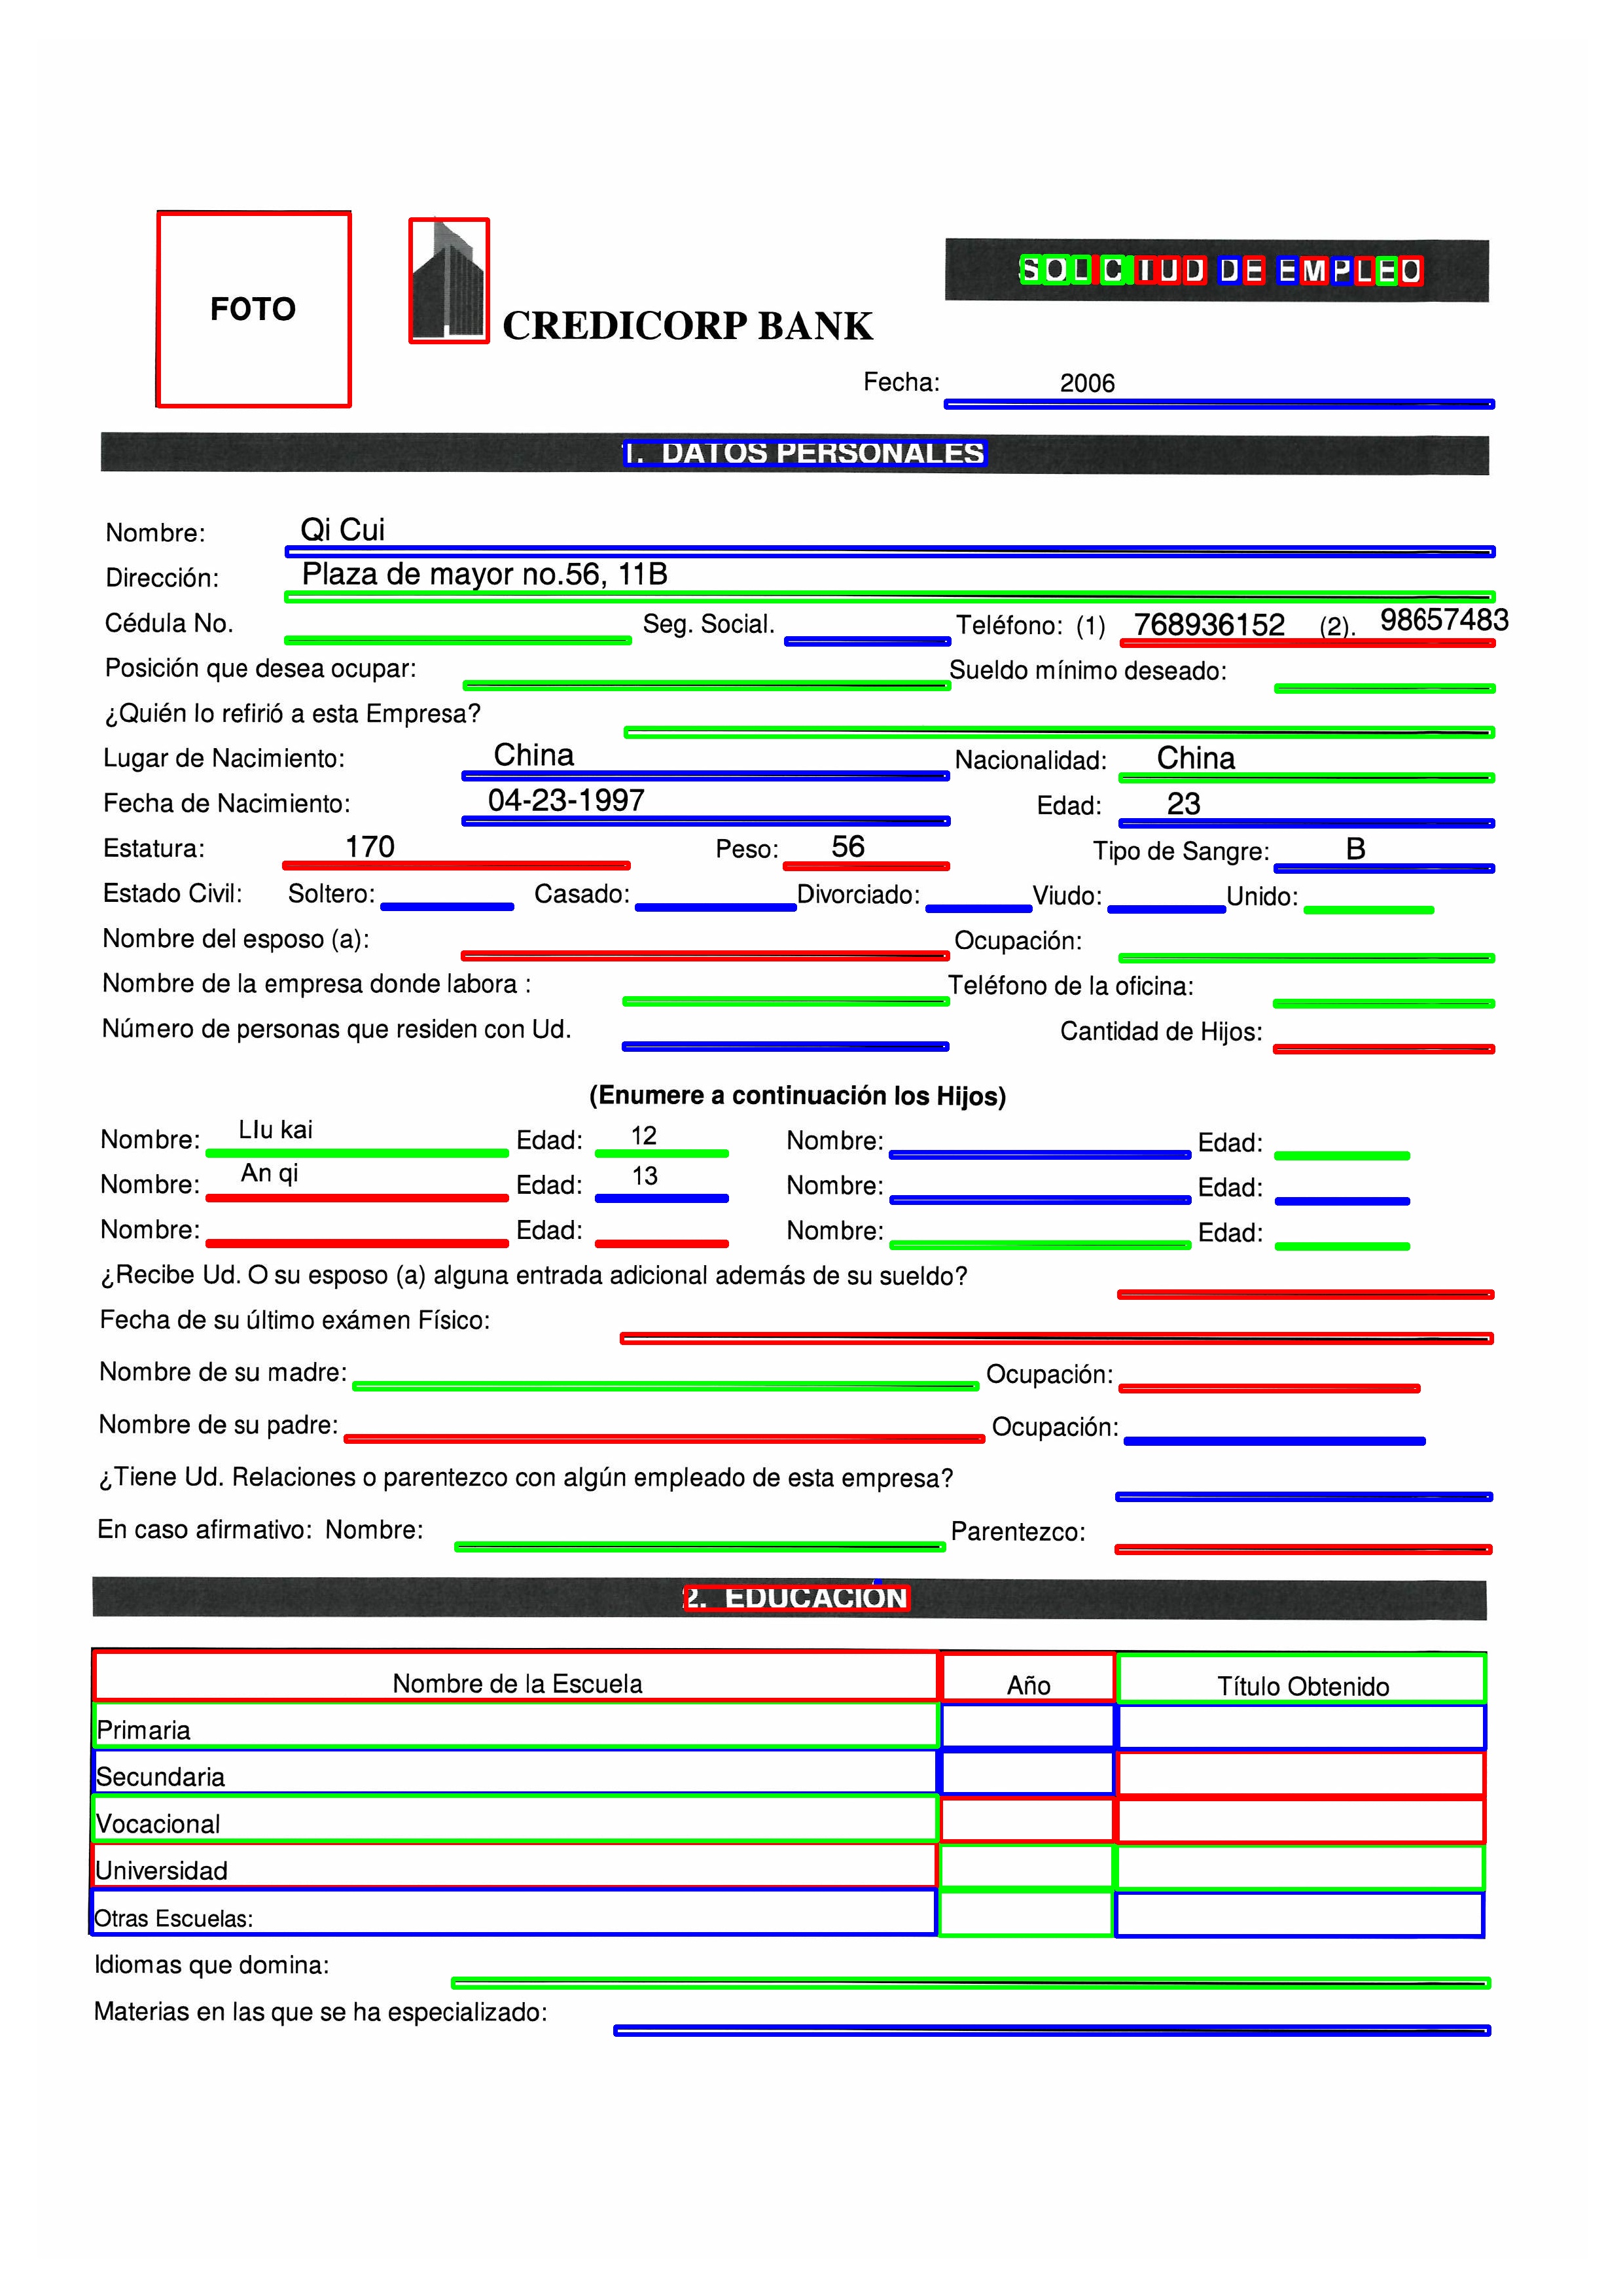 FOTO
CREDICORP BANK
SOLICITUD DE EMPLEO
Fecha: 2006
1. DATOS PERSONALES
Nombre: Qi Cui
Dirección: Plaza de mayor no.56, 11B
Cédula No. Seg. Social. Teléfono: (1) 768936152 (2). 98657483
Posición que desea ocupar: Sueldo mínimo deseado:
¿Quién lo refirió a esta Empresa?
Lugar de Nacimiento: China Nacionalidad: China
Fecha de Nacimiento: 04-23-1997 Edad: 23
Estatura: 170 Peso: 56 Tipo de Sangre: B
Estado Civil: Soltero: Casado: Divorciado: Viudo: Unido:
Nombre del esposo (a): Ocupación:
Nombre de la empresa donde labora : Teléfono de la oficina:
Número de personas que residen con Ud. Cantidad de Hijos:
(Enumere a continuación los Hijos)
Nombre: LIu kai Edad: 12 Nombre: Edad:
Nombre: An qi Edad: 13 Nombre: Edad:
Nombre: Edad: Nombre: Edad:
¿Recibe Ud. O su esposo (a) alguna entrada adicional además de su sueldo?
Fecha de su último exámen Físico:
Nombre de su madre: Ocupación:
Nombre de su padre: Ocupación:
¿Tiene Ud. Relaciones o parentezco con algún empleado de esta empresa?
En caso afirmativo: Nombre: Parentezco:
2. EDUCACIÓN
Nombre de la Escuela Año Título Obtenido
Primaria
Secundaria
Vocacional
Universidad
Otras Escuelas:
Idiomas que domina:
Materias en las que se ha especializado: